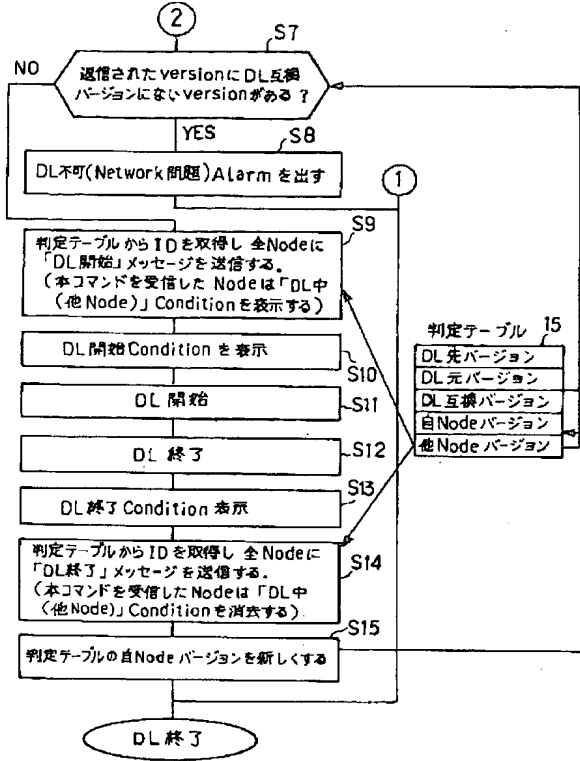 2
S7
NO
返信されたversionにDL互換
バージョンにないversionがある?
YES
S8
DL不可(Network問題)Alarmを出す
1
S9
判定テーブルからIDを取得し 全Nodeに
「DL開始」メッセージを送信する。
(本コマンドを受信した Nodeは「DL中
(他Node)」Conditionを表示する)
DL開始Conditionを表示
S10
DL 開始
S11
DL 終了
S12
S13
DL終了Condition 表示
判定テーブルからIDを取得し 全Nodeに
「DL終了」メッセージを送信する。
(本コマンドを受信したNodeは「DL中
(他Node)」Conditionを消去する).
S14
S15
判定テーブルの自Nodeバージョンを新しくする
DL 終了
判定テーブル
15
DL先バージョン
DL元バージョン
DL互換バージョン
自Nodeバージョン
他Nodeバージョン